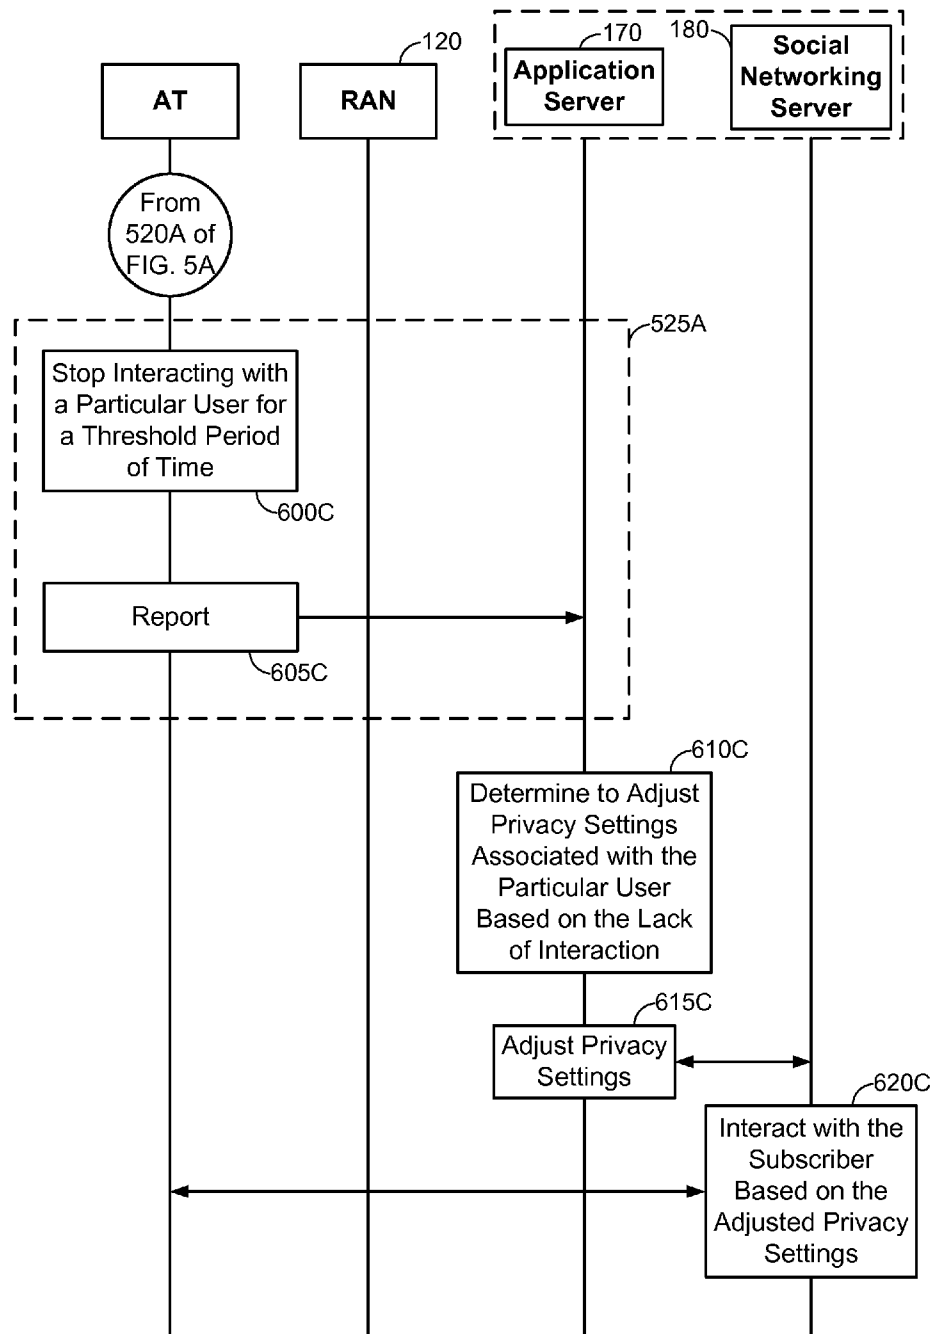 120
170
180
AT
RAN
Application
Server
Social
Networking
Server
From
520A of
FIG. 5A
525A
Stop Interacting with
a Particular User for
a Threshold Period
of Time
600C
Report
605C
610C
Determine to Adjust
Privacy Settings
Associated with the
Particular User
Based on the Lack
of Interaction
615C
Adjust Privacy
Settings
620C
Interact with the
Subscriber
Based on the
Adjusted Privacy
Settings